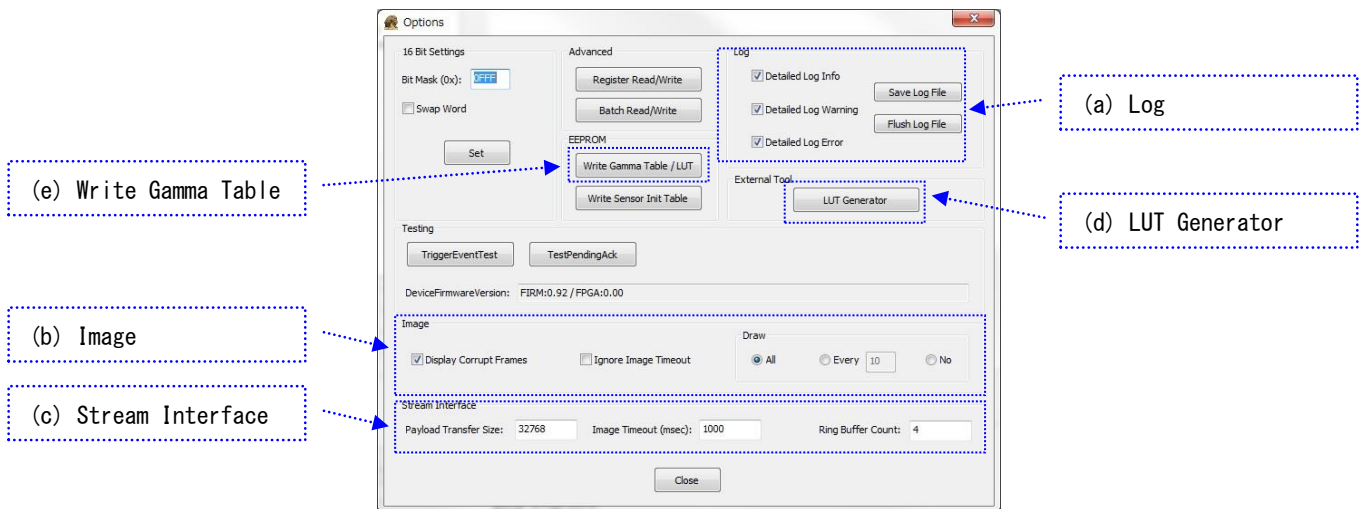 Options
16 Bit Settings
Bit Mask (0x): 0FFF
Swap Word
Set
Advanced
Register Read/Write
Batch Read/Write
EEPROM
Write Gamma Table / LUT
Write Sensor Init Table
Log
Detailed Log Info
Detailed Log Warning
Detailed Log Error
Save Log File
Flush Log File
External Tool
LUT Generator
(a) Log
(d) LUT Generator
(e) Write Gamma Table
Testing
TriggerEventTest TestPendingAck
DeviceFirmwareVersion: FIRM:0.92 / FPGA:0.00
(b) Image
Image
Display Corrupt Frames Ignore Image Timeout
Draw
All Every 10 No
(c) Stream Interface
Stream Interface
Payload Transfer Size: 32768 Image Timeout (msec): 1000 Ring Buffer Count: 4
Close